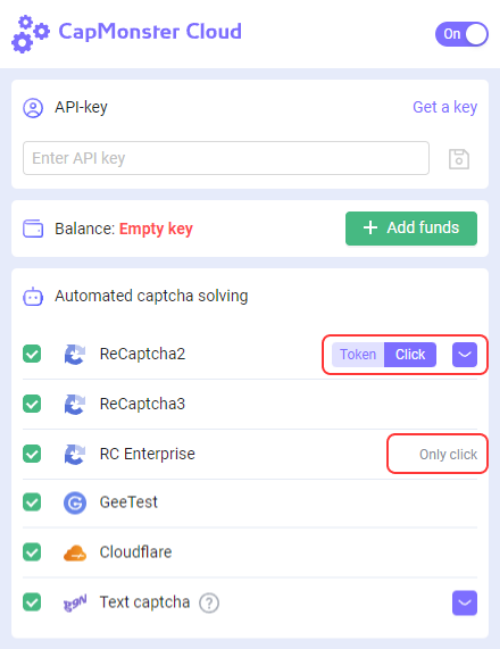 CapMonster Cloud
On
API-key
Get a key
Enter API key
Balance: Empty key
+ Add funds
Automated captcha solving
ReCaptcha2
Token Click
ReCaptcha3
RC Enterprise
Only click
G GeeTest
Cloudflare
Text captcha ?